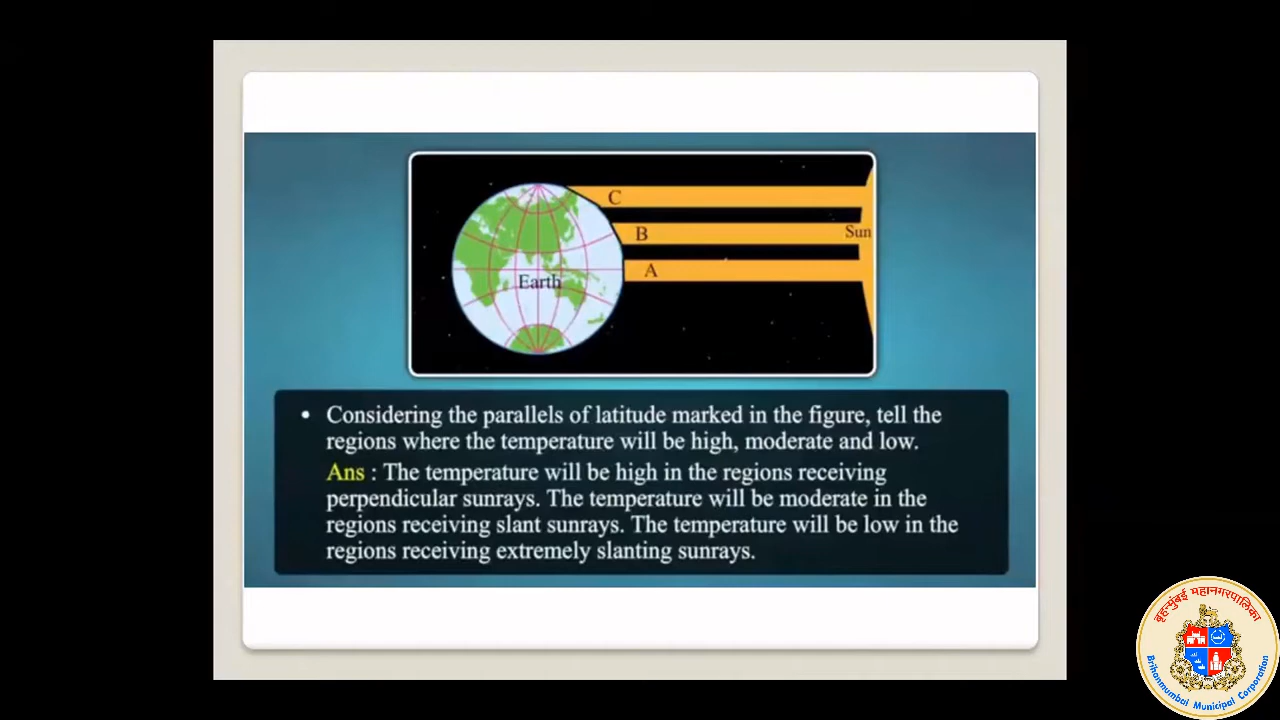 C
B
Sun
A
Earth
• Considering the parallels of latitude marked in the figure, tell the
regions where the temperature will be high, moderate and low.
Ans : The temperature will be high in the regions receiving
perpendicular sunrays. The temperature will be moderate in the
regions receiving slant sunrays. The temperature will be low in the
regions receiving extremely slanting sunrays.
बृहन्मुंबई महानगरपालिका
Brihanmumbai Municipal Corporation